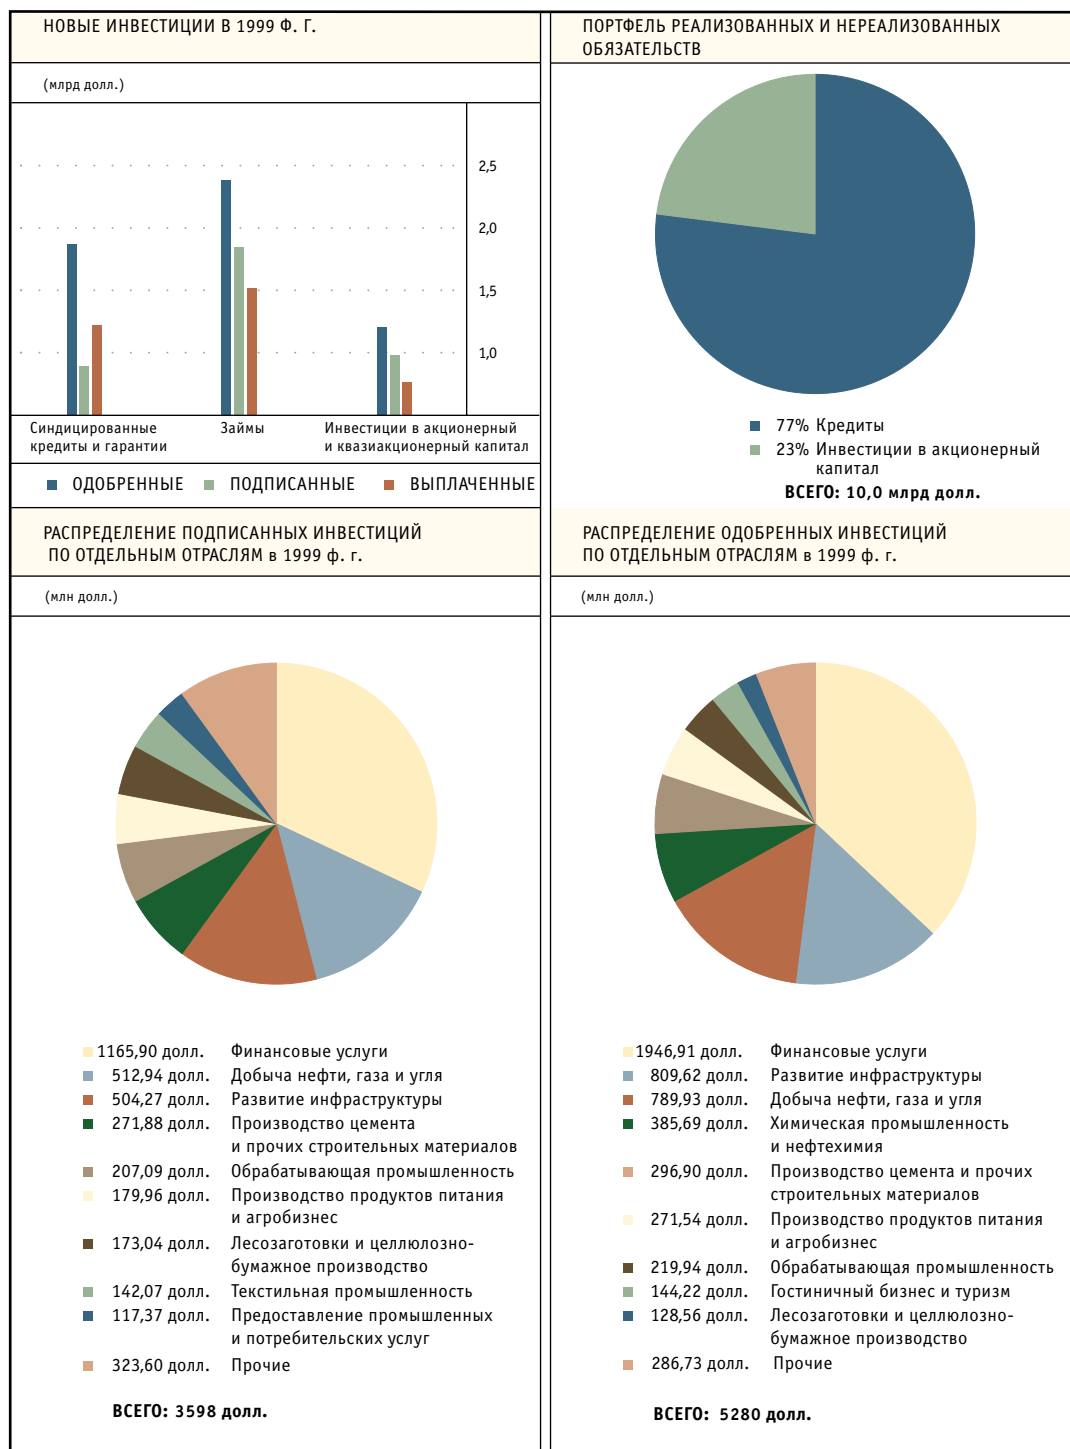 НОВЫЕ ИНВЕСТИЦИИ В 1999 Ф. Г.
(млрд долл.)
2,5
2,0
1,5
1,0
Синдицированные
кредиты и гарантии
Займы
Инвестиции в акционерный
и квазиакционерный капитал
ОДОБРЕННЫЕ ПОДПИСАННЫЕ ВЫПЛАЧЕННЫЕ
ПОРТФЕЛЬ РЕАЛИЗОВАННЫХ И НЕРЕАЛИЗОВАННЫХ
ОБЯЗАТЕЛЬСТВ
77% Кредиты
23% Инвестиции в акционерный
капитал
ВСЕГО: 10,0 млрд долл.
РАСПРЕДЕЛЕНИЕ ПОДПИСАННЫХ ИНВЕСТИЦИЙ
ПО ОТДЕЛЬНЫМ ОТРАСЛЯМ в 1999 ф. г.
(млн долл.)
1165,90 долл. Финансовые услуги
512,94 долл. Добыча нефти, газа и угля
504,27 долл. Развитие инфраструктуры
271,88 долл. Производство цемента
и прочих строительных материалов
207,09 долл. Обрабатывающая промышленность
179,96 долл. Производство продуктов питания
и агробизнес
173,04 долл. Лесозаготовки и целлюлозно-
бумажное производство
142,07 долл. Текстильная промышленность
117,37 долл. Предоставление промышленных
и потребительских услуг
323,60 долл. Прочие
ВСЕГО: 3598 долл.
РАСПРЕДЕЛЕНИЕ ОДОБРЕННЫХ ИНВЕСТИЦИЙ
ПО ОТДЕЛЬНЫМ ОТРАСЛЯМ в 1999 ф. г.
(млн долл.)
1946,91 долл. Финансовые услуги
809,62 долл. Развитие инфраструктуры
789,93 долл. Добыча нефти, газа и угля
385,69 долл. Химическая промышленность
и нефтехимия
296,90 долл. Производство цемента и прочих
строительных материалов
271,54 долл. Производство продуктов питания
и агробизнес
219,94 долл. Обрабатывающая промышленность
144,22 долл. Гостиничный бизнес и туризм
128,56 долл. Лесозаготовки и целлюлозно-
бумажное производство
286,73 долл. Прочие
ВСЕГО: 5280 долл.